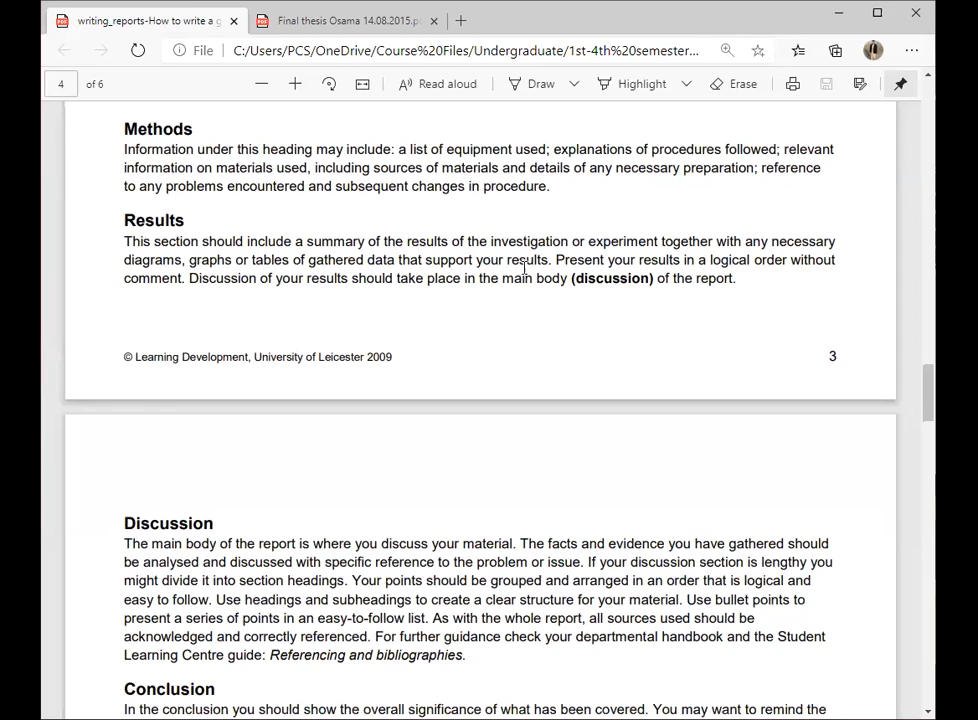 writing_reports-How to write a g
Final thesis Osama 14.08.2015.p
File
C:/Users/PCS/OneDrive/Course%20Files/Undergraduate/1st-4th%20semester...
4 of 6
Read aloud
Draw
Highlight
Erase
Methods
Information under this heading may include: a list of equipment used; explanations of procedures followed; relevant
information on materials used, including sources of materials and details of any necessary preparation; reference
to any problems encountered and subsequent changes in procedure.
Results
This section should include a summary of the results of the investigation or experiment together with any necessary
diagrams, graphs or tables of gathered data that support your results. Present your results in a logical order without
comment. Discussion of your results should take place in the main body (discussion) of the report.
© Learning Development, University of Leicester 2009
3
Discussion
The main body of the report is where you discuss your material. The facts and evidence you have gathered should
be analysed and discussed with specific reference to the problem or issue. If your discussion section is lengthy you
might divide it into section headings. Your points should be grouped and arranged in an order that is logical and
easy to follow. Use headings and subheadings to create a clear structure for your material. Use bullet points to
present a series of points in an easy-to-follow list. As with the whole report, all sources used should be
acknowledged and correctly referenced. For further guidance check your departmental handbook and the Student
Learning Centre guide: Referencing and bibliographies.
Conclusion
In the conclusion you should show the overall significance of what has been covered. You may want to remind the